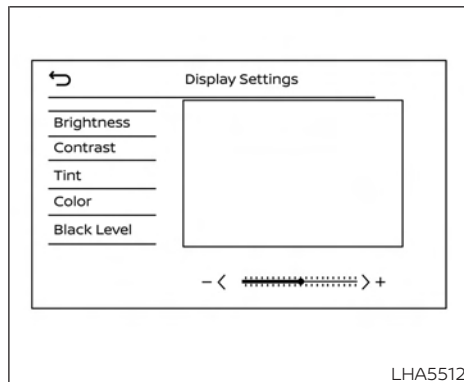 Display Settings
Brightness
Contrast
Tint
Color
Black Level
- < > +
LHA5512